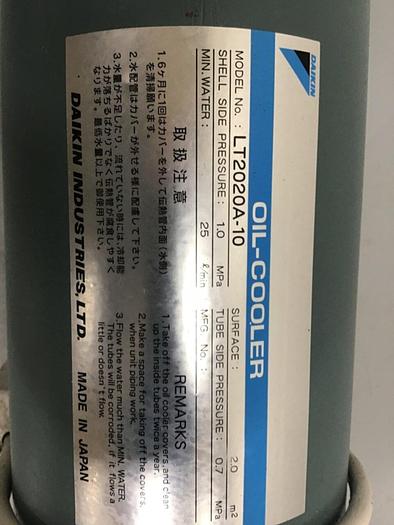 DAIKIN
OIL-COOLER
MODEL No. : LT2020A-10
SURFACE : 2.0 m²
SHELL SIDE PRESSURE : 1.0 MPa
TUBE SIDE PRESSURE : 0.7 MPa
MIN. WATER : 25 ℓ/min
MFG. No. :
取扱注意
1. 6ヶ月に1回はカバーを外して伝熱管内面(水側)
を清掃願います。
2. 水配管はカバーが外せる様に配慮して下さい。
3. 水量が不足したり、流れていない時には、冷却能
力が落ちるばかりでなく伝熱管が腐食しやすく
なります。最低水量以上で御使用下さい。
REMARKS
1. Take off the oil cooler covers and clean
up the inside tubes twice a year.
2. Make a space for taking off the covers,
when unit piping work.
3. Flow the water much than MIN. WATER.
The tubes will be corroded, if it flows a
little or doesn't flow.
DAIKIN INDUSTRIES, LTD. MADE IN JAPAN